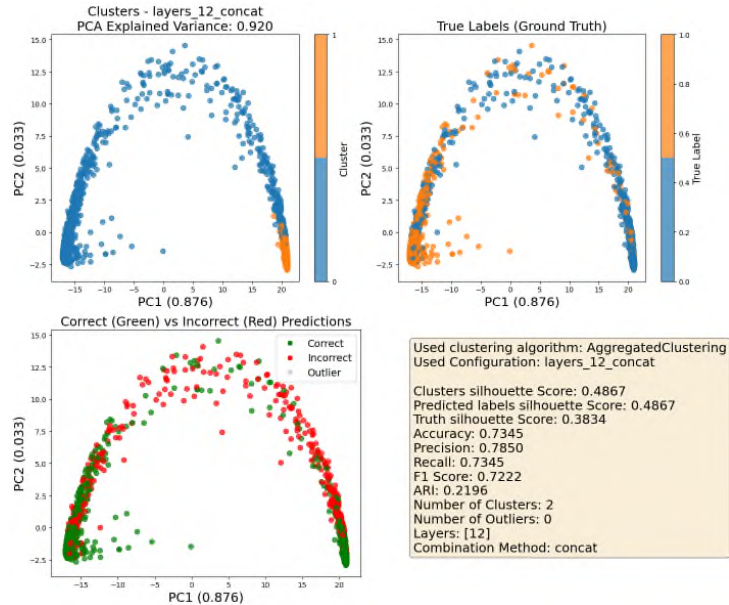 Clusters - layers_12_concat
PCA Explained Variance: 0.920
15.0
12.5
10.0
7.5
5.0
2.5
0.0
−2.5
PC2 (0.033)
−15
−10
−5
0
5
10
15
20
PC1 (0.876)
1
0
Cluster
True Labels (Ground Truth)
15.0
12.5
10.0
7.5
5.0
2.5
0.0
−2.5
PC2 (0.033)
−15
−10
−5
0
5
10
15
20
PC1 (0.876)
1.0
0.8
0.6
0.4
0.2
0.0
True Label
Correct (Green) vs Incorrect (Red) Predictions
Correct
Incorrect
Outlier
15.0
12.5
10.0
7.5
5.0
2.5
0.0
−2.5
PC2 (0.033)
−15
−10
−5
0
5
10
15
20
PC1 (0.876)
Used clustering algorithm: AggregatedClustering
Used Configuration: layers_12_concat
Clusters silhouette Score: 0.4867
Predicted labels silhouette Score: 0.4867
Truth silhouette Score: 0.3834
Accuracy: 0.7345
Precision: 0.7850
Recall: 0.7345
F1 Score: 0.7222
ARI: 0.2196
Number of Clusters: 2
Number of Outliers: 0
Layers: [12]
Combination Method: concat